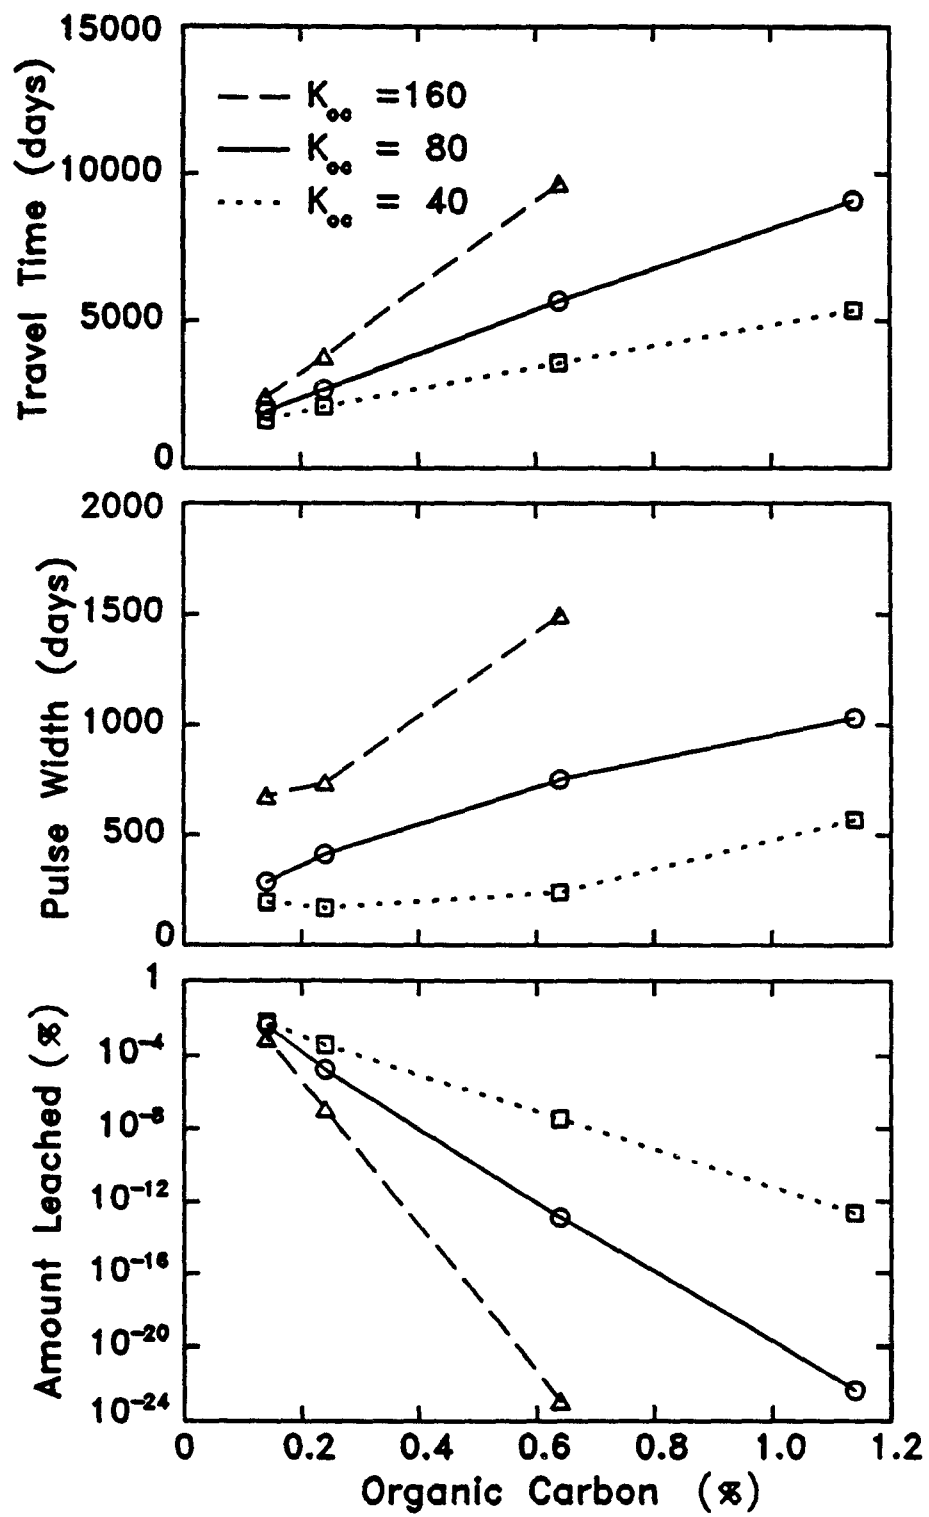 15000
10000
5000
0
Travel Time (days)
K_oc =160
K_oc = 80
K_oc = 40
2000
1500
1000
500
0
Pulse Width (days)
1
10^-4
10^-8
10^-12
10^-16
10^-20
10^-24
Amount Leached (%)
0 0.2 0.4 0.6 0.8 1.0 1.2
Organic Carbon (%)